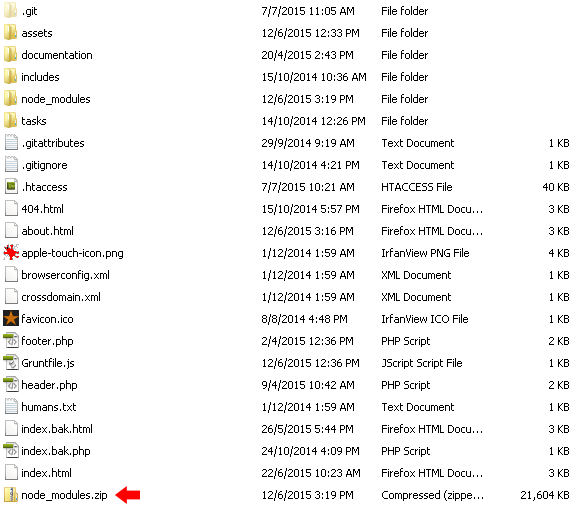 .git 7/7/2015 11:05 AM File folder
assets 12/6/2015 12:33 PM File folder
documentation 20/4/2015 2:43 PM File folder
includes 15/10/2014 10:36 AM File folder
node_modules 12/6/2015 3:19 PM File folder
tasks 14/10/2014 12:26 PM File folder
.gitattributes 29/9/2014 9:19 AM Text Document 1 KB
.gitignore 14/10/2014 4:21 PM Text Document 1 KB
.htaccess 7/7/2015 10:21 AM HTACCESS File 40 KB
404.html 15/10/2014 5:57 PM Firefox HTML Docu... 3 KB
about.html 12/6/2015 3:16 PM Firefox HTML Docu... 3 KB
apple-touch-icon.png 1/12/2014 1:59 AM IrfanView PNG File 4 KB
browserconfig.xml 1/12/2014 1:59 AM XML Document 1 KB
crossdomain.xml 1/12/2014 1:59 AM XML Document 1 KB
favicon.ico 8/8/2014 4:48 PM IrfanView ICO File 1 KB
footer.php 2/4/2015 12:36 PM PHP Script 2 KB
Gruntfile.js 12/6/2015 12:36 PM JScript Script File 2 KB
header.php 9/4/2015 10:42 AM PHP Script 2 KB
humans.txt 1/12/2014 1:59 AM Text Document 1 KB
index.bak.html 26/5/2015 5:44 PM Firefox HTML Docu... 3 KB
index.bak.php 24/10/2014 4:09 PM PHP Script 1 KB
index.html 22/6/2015 10:23 AM Firefox HTML Docu... 3 KB
node_modules.zip 12/6/2015 3:19 PM Compressed (zippe... 21,604 KB